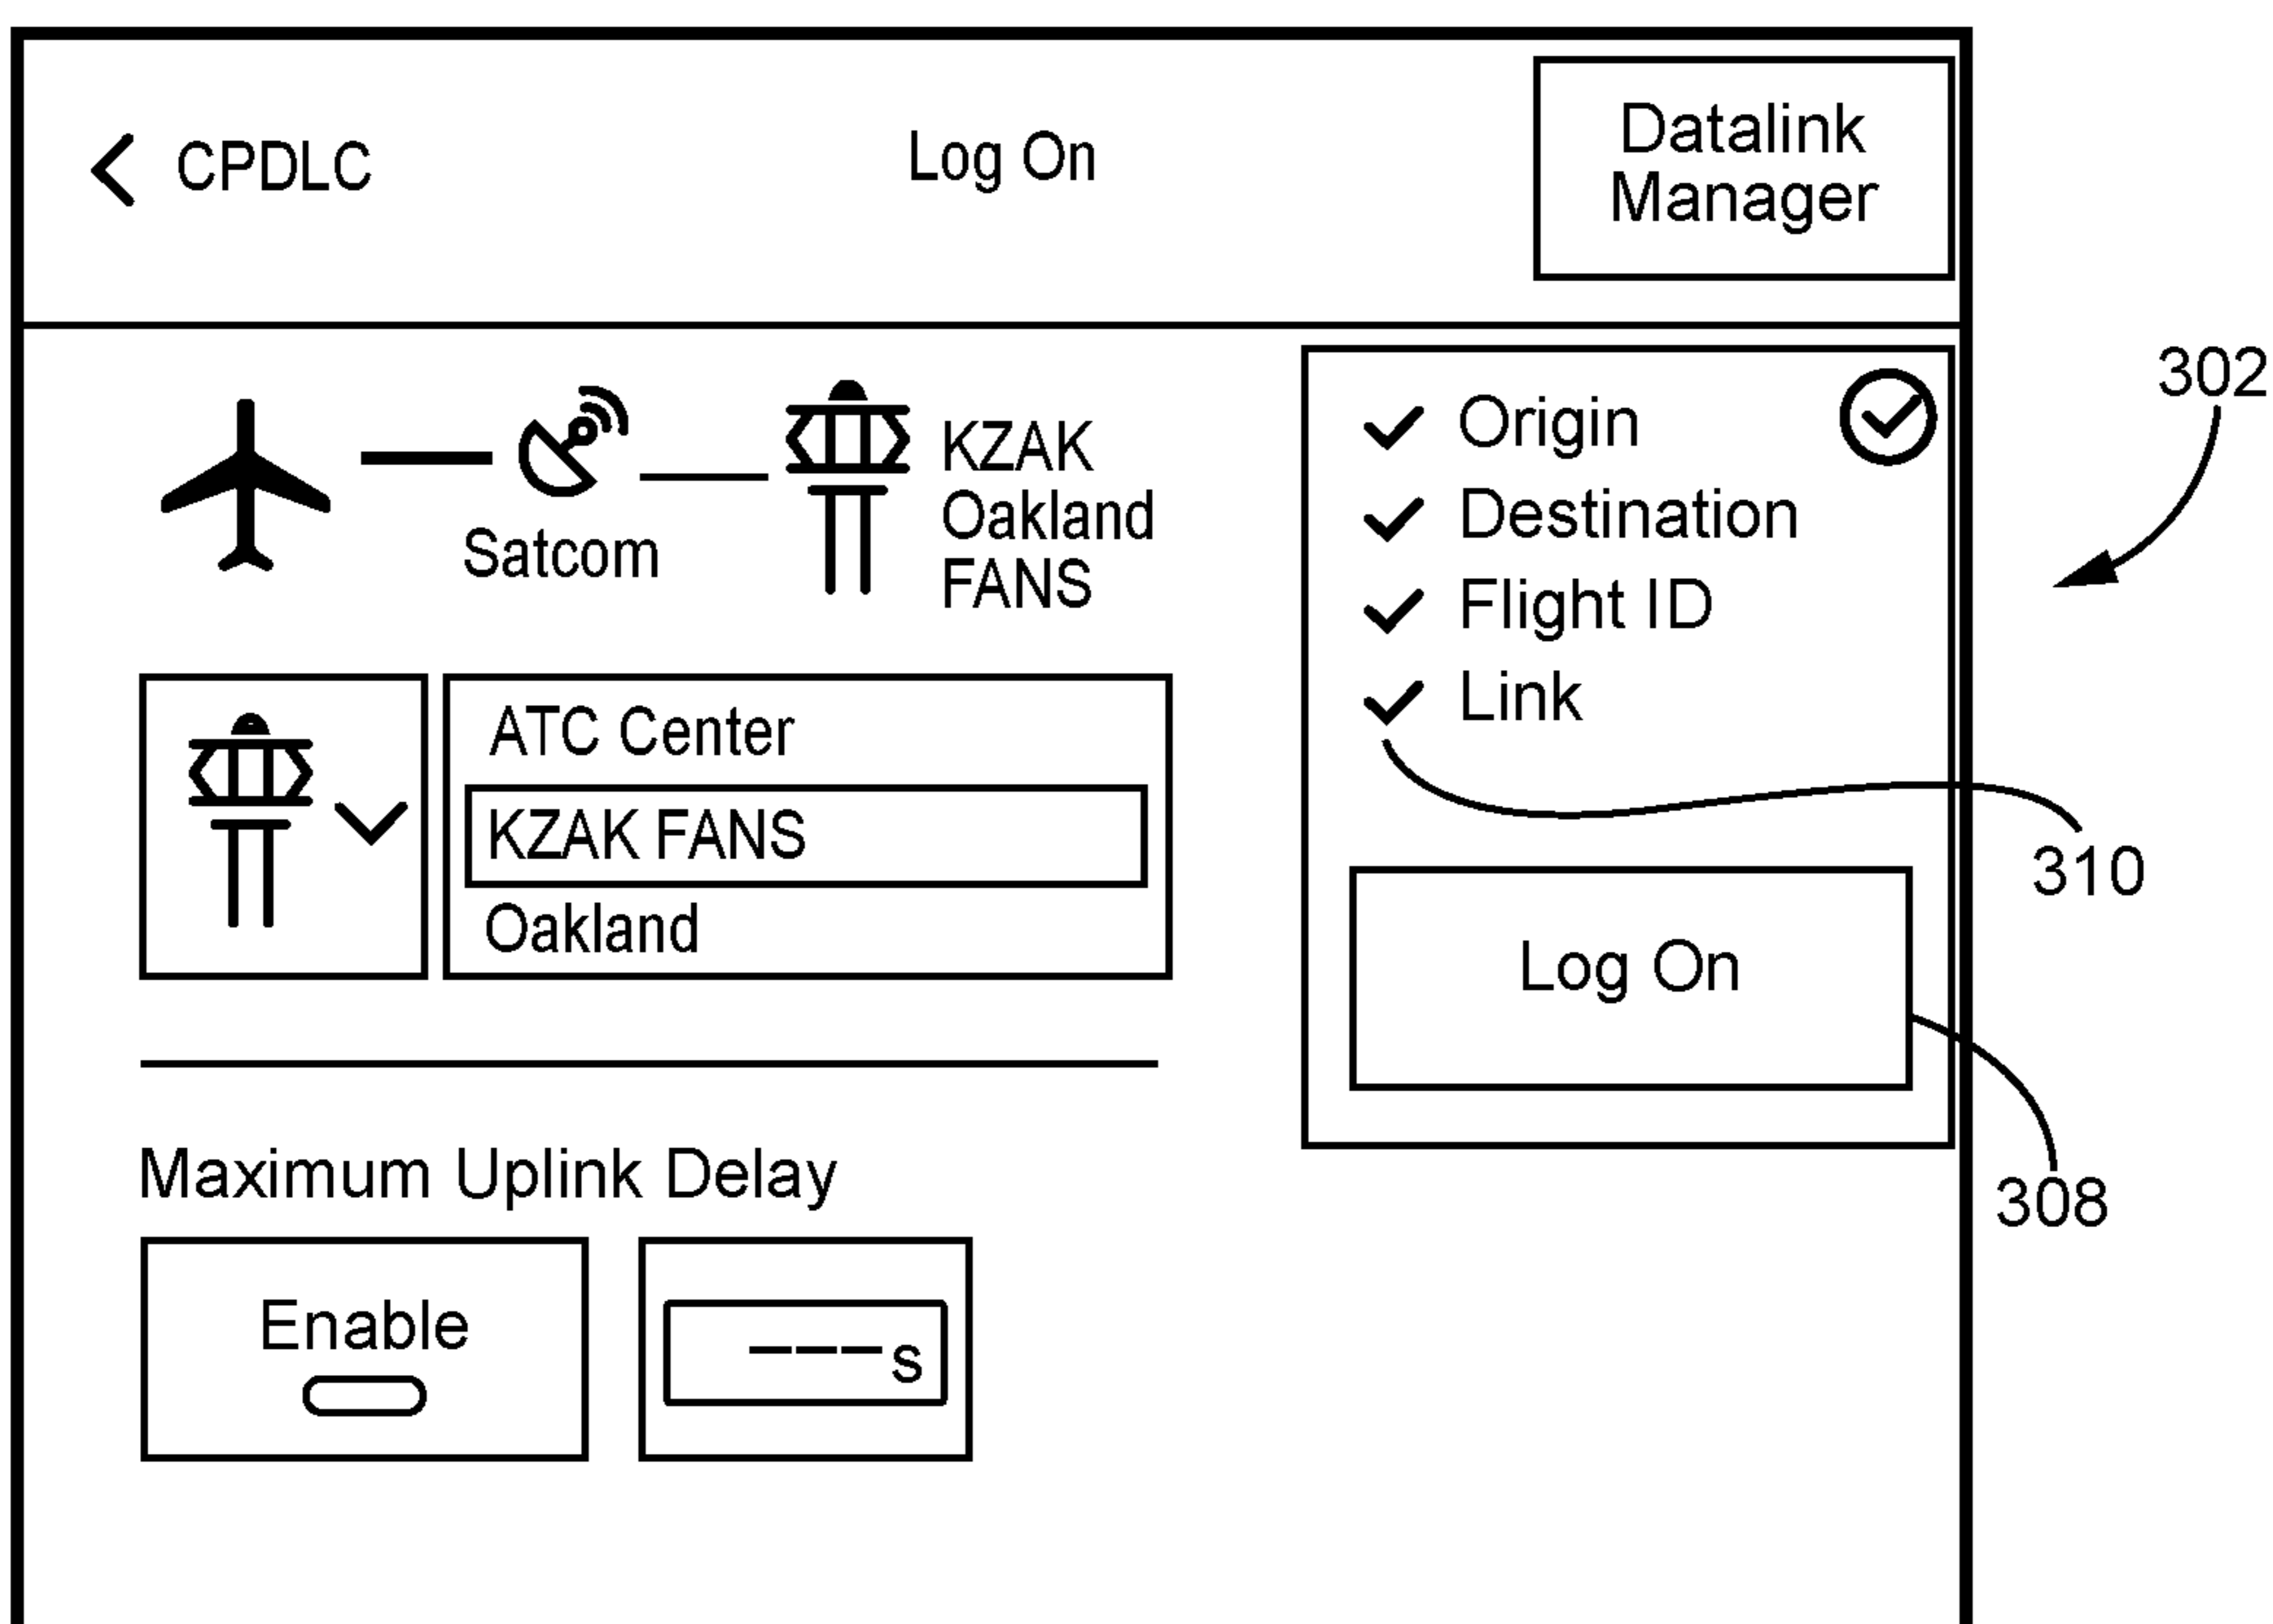 CPDLC
Log On
Datalink
Manager
Satcom
KZAK
Oakland
FANS
Origin
Destination
Flight ID
Link
302
310
ATC Center
KZAK FANS
Oakland
Log On
308
Maximum Uplink Delay
Enable
---s